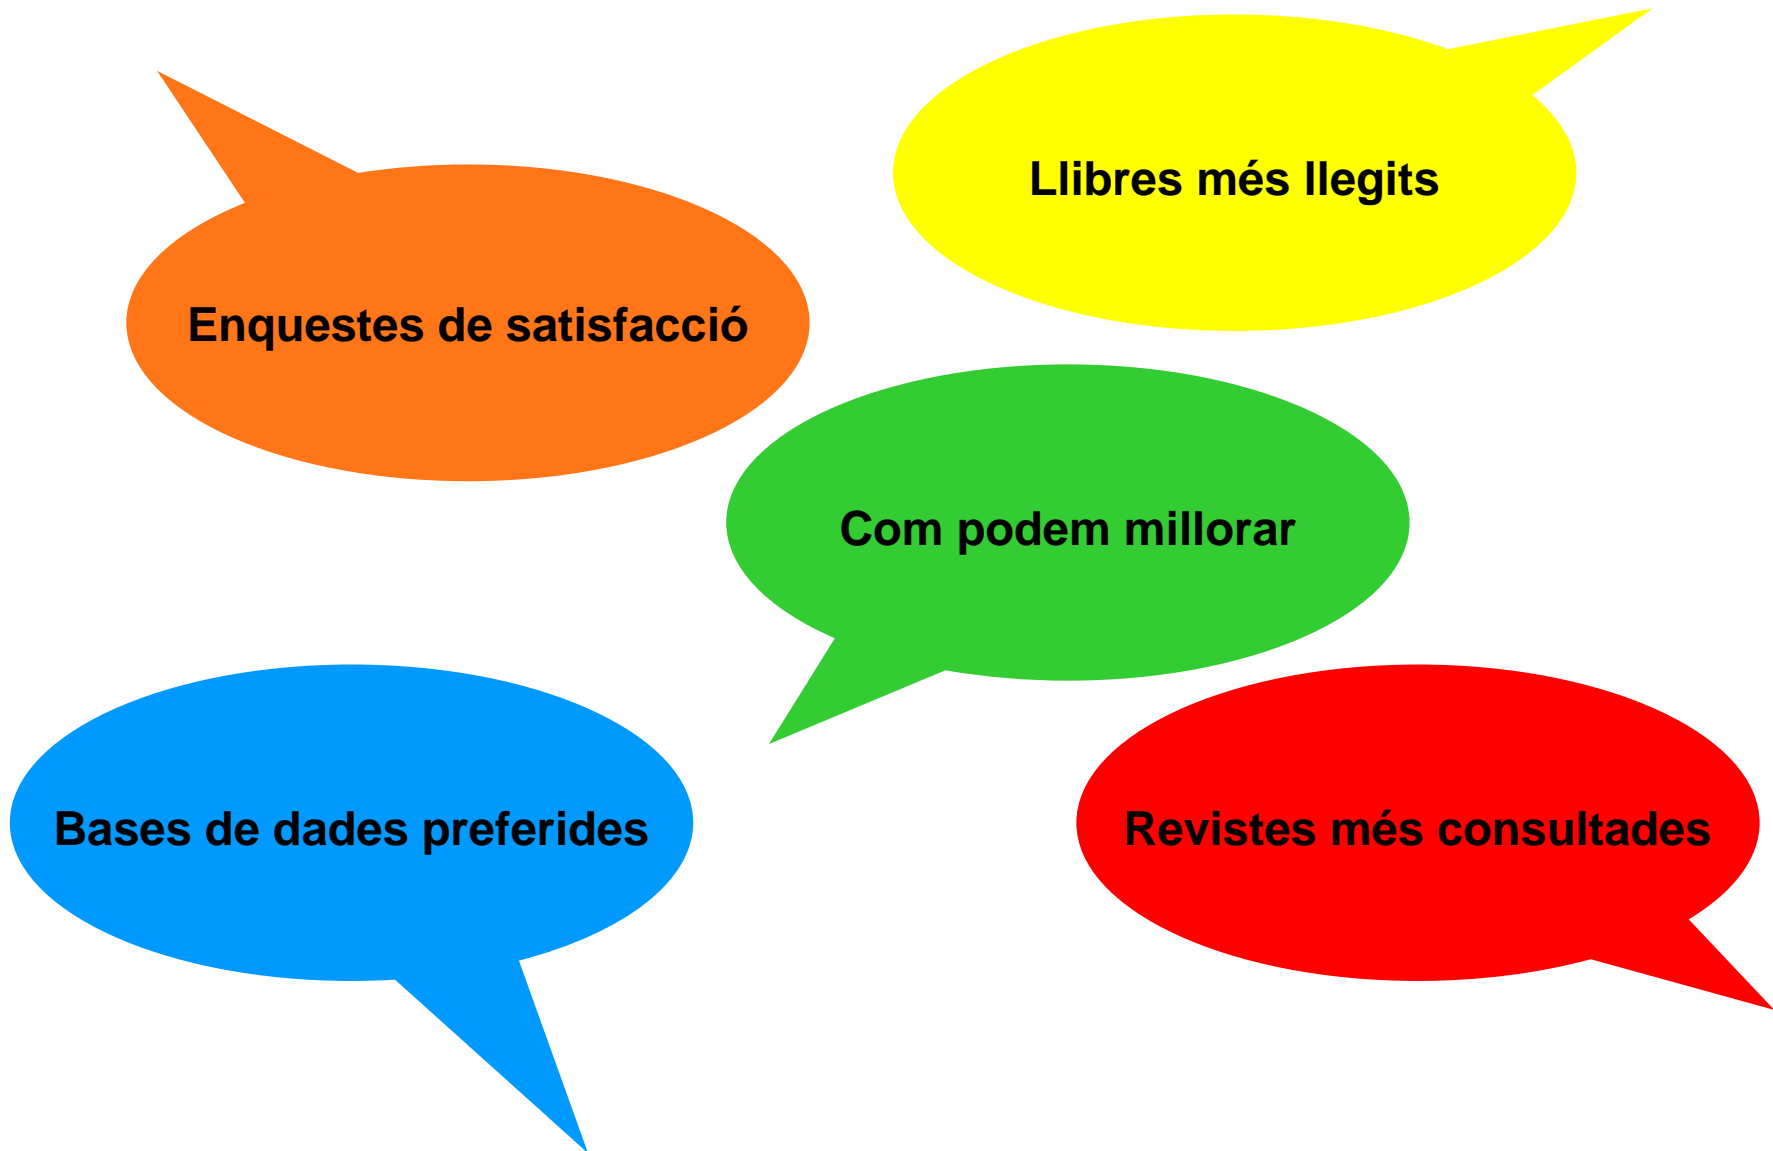 Llibres més llegits
Enquestes de satisfacció
Com podem millorar
Bases de dades preferides
Revistes més consultades